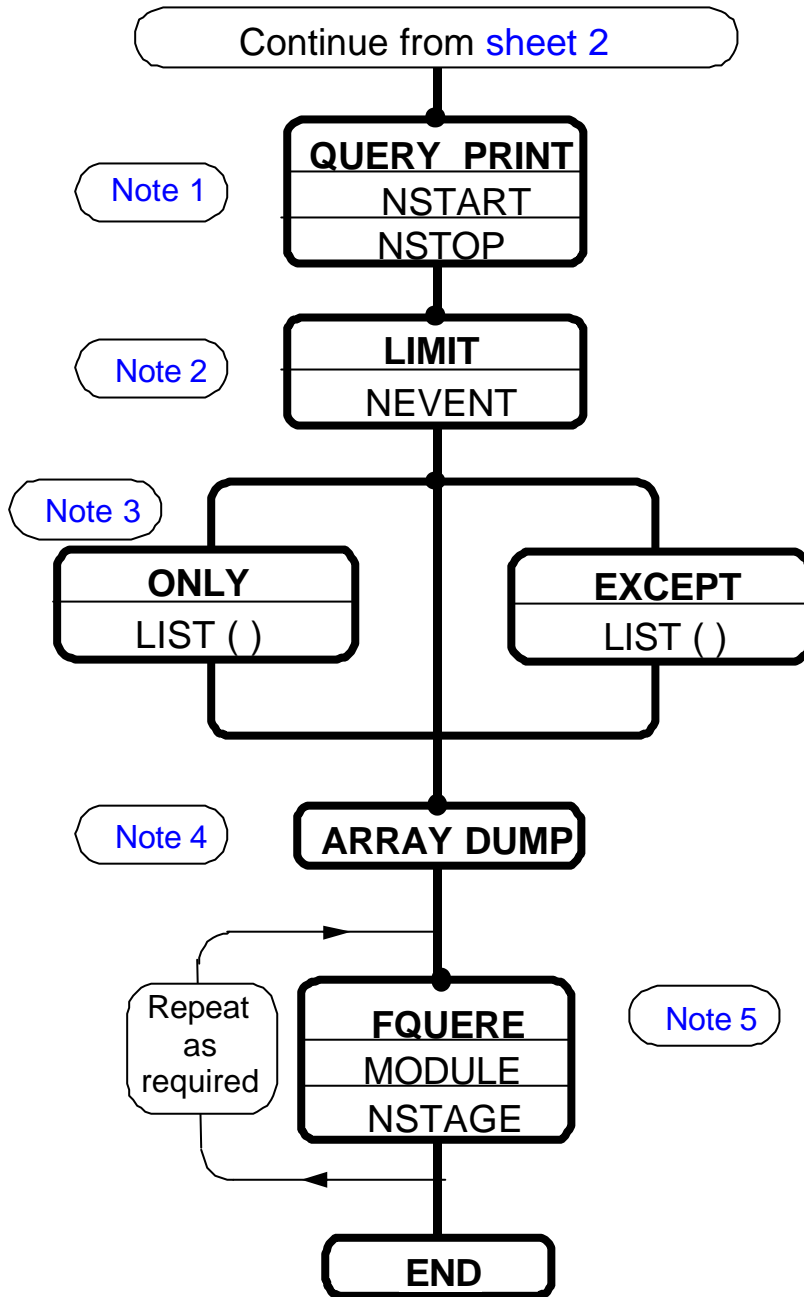 Continue from sheet 2
QUERY PRINT
Note 1
NSTART
NSTOP
LIMIT
Note 2
NEVENT
Note 3
ONLY
LIST ( )
EXCEPT
LIST ( )
Note 4
ARRAY DUMP
Repeat
as
required
FQUERE
MODULE
NSTAGE
Note 5
END